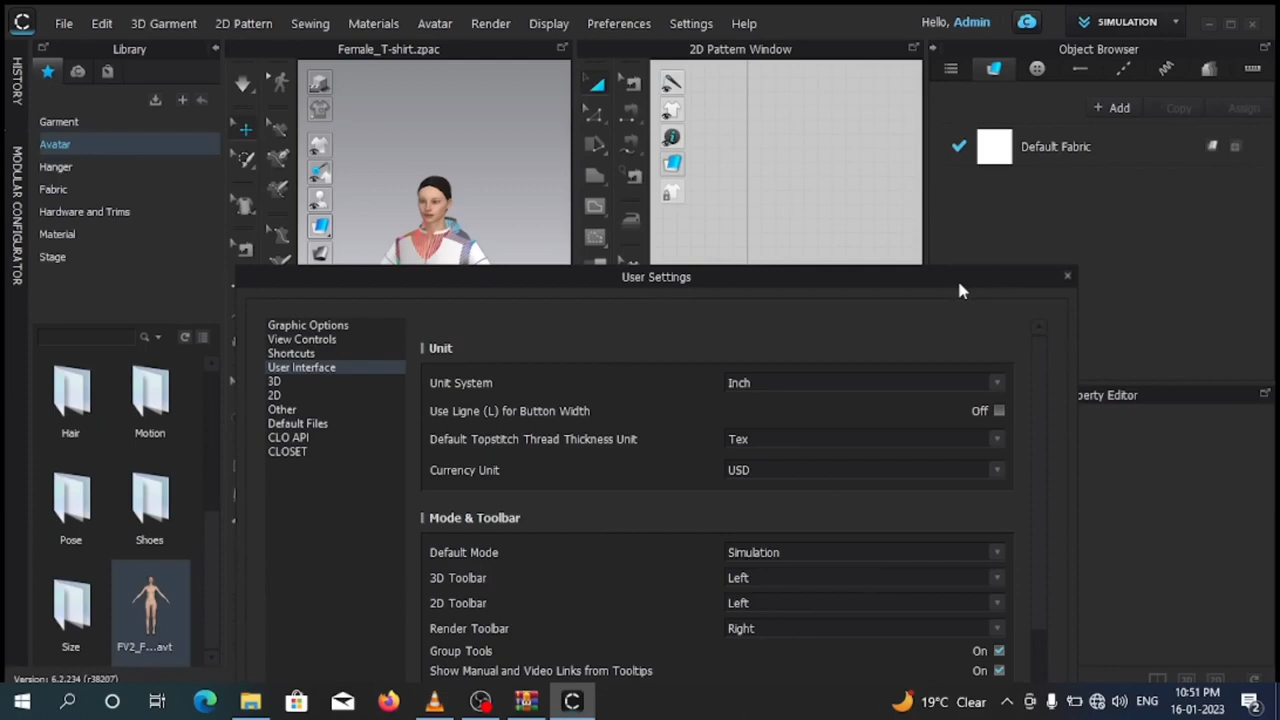 File Edit 3D Garment 2D Pattern Sewing Materials Avatar Render Display Preferences Settings Help Hello, Admin SIMULATION
Library Female_T-shirt.zpac 2D Pattern Window Object Browser
HISTORY
MODULAR CONFIGURATOR
+ Add Copy Assign
Default Fabric
Garment
Avatar
Hanger
Fabric
Hardware and Trims
Material
Stage
Hair Motion
Pose Shoes
Size FV2_F...avt
Version: 6.2.234 (r38207)
User Settings
Graphic Options
View Controls
Shortcuts
User Interface
3D
2D
Other
Default Files
CLO API
CLOSET
Unit
Unit System Inch
Use Ligne (L) for Button Width Off
Default Topstitch Thread Thickness Unit Tex
Currency Unit USD
Mode & Toolbar
Default Mode Simulation
3D Toolbar Left
2D Toolbar Left
Render Toolbar Right
Group Tools On
Show Manual and Video Links from Tooltips On
perty Editor
19°C Clear ENG 10:51 PM
16-01-2023 2